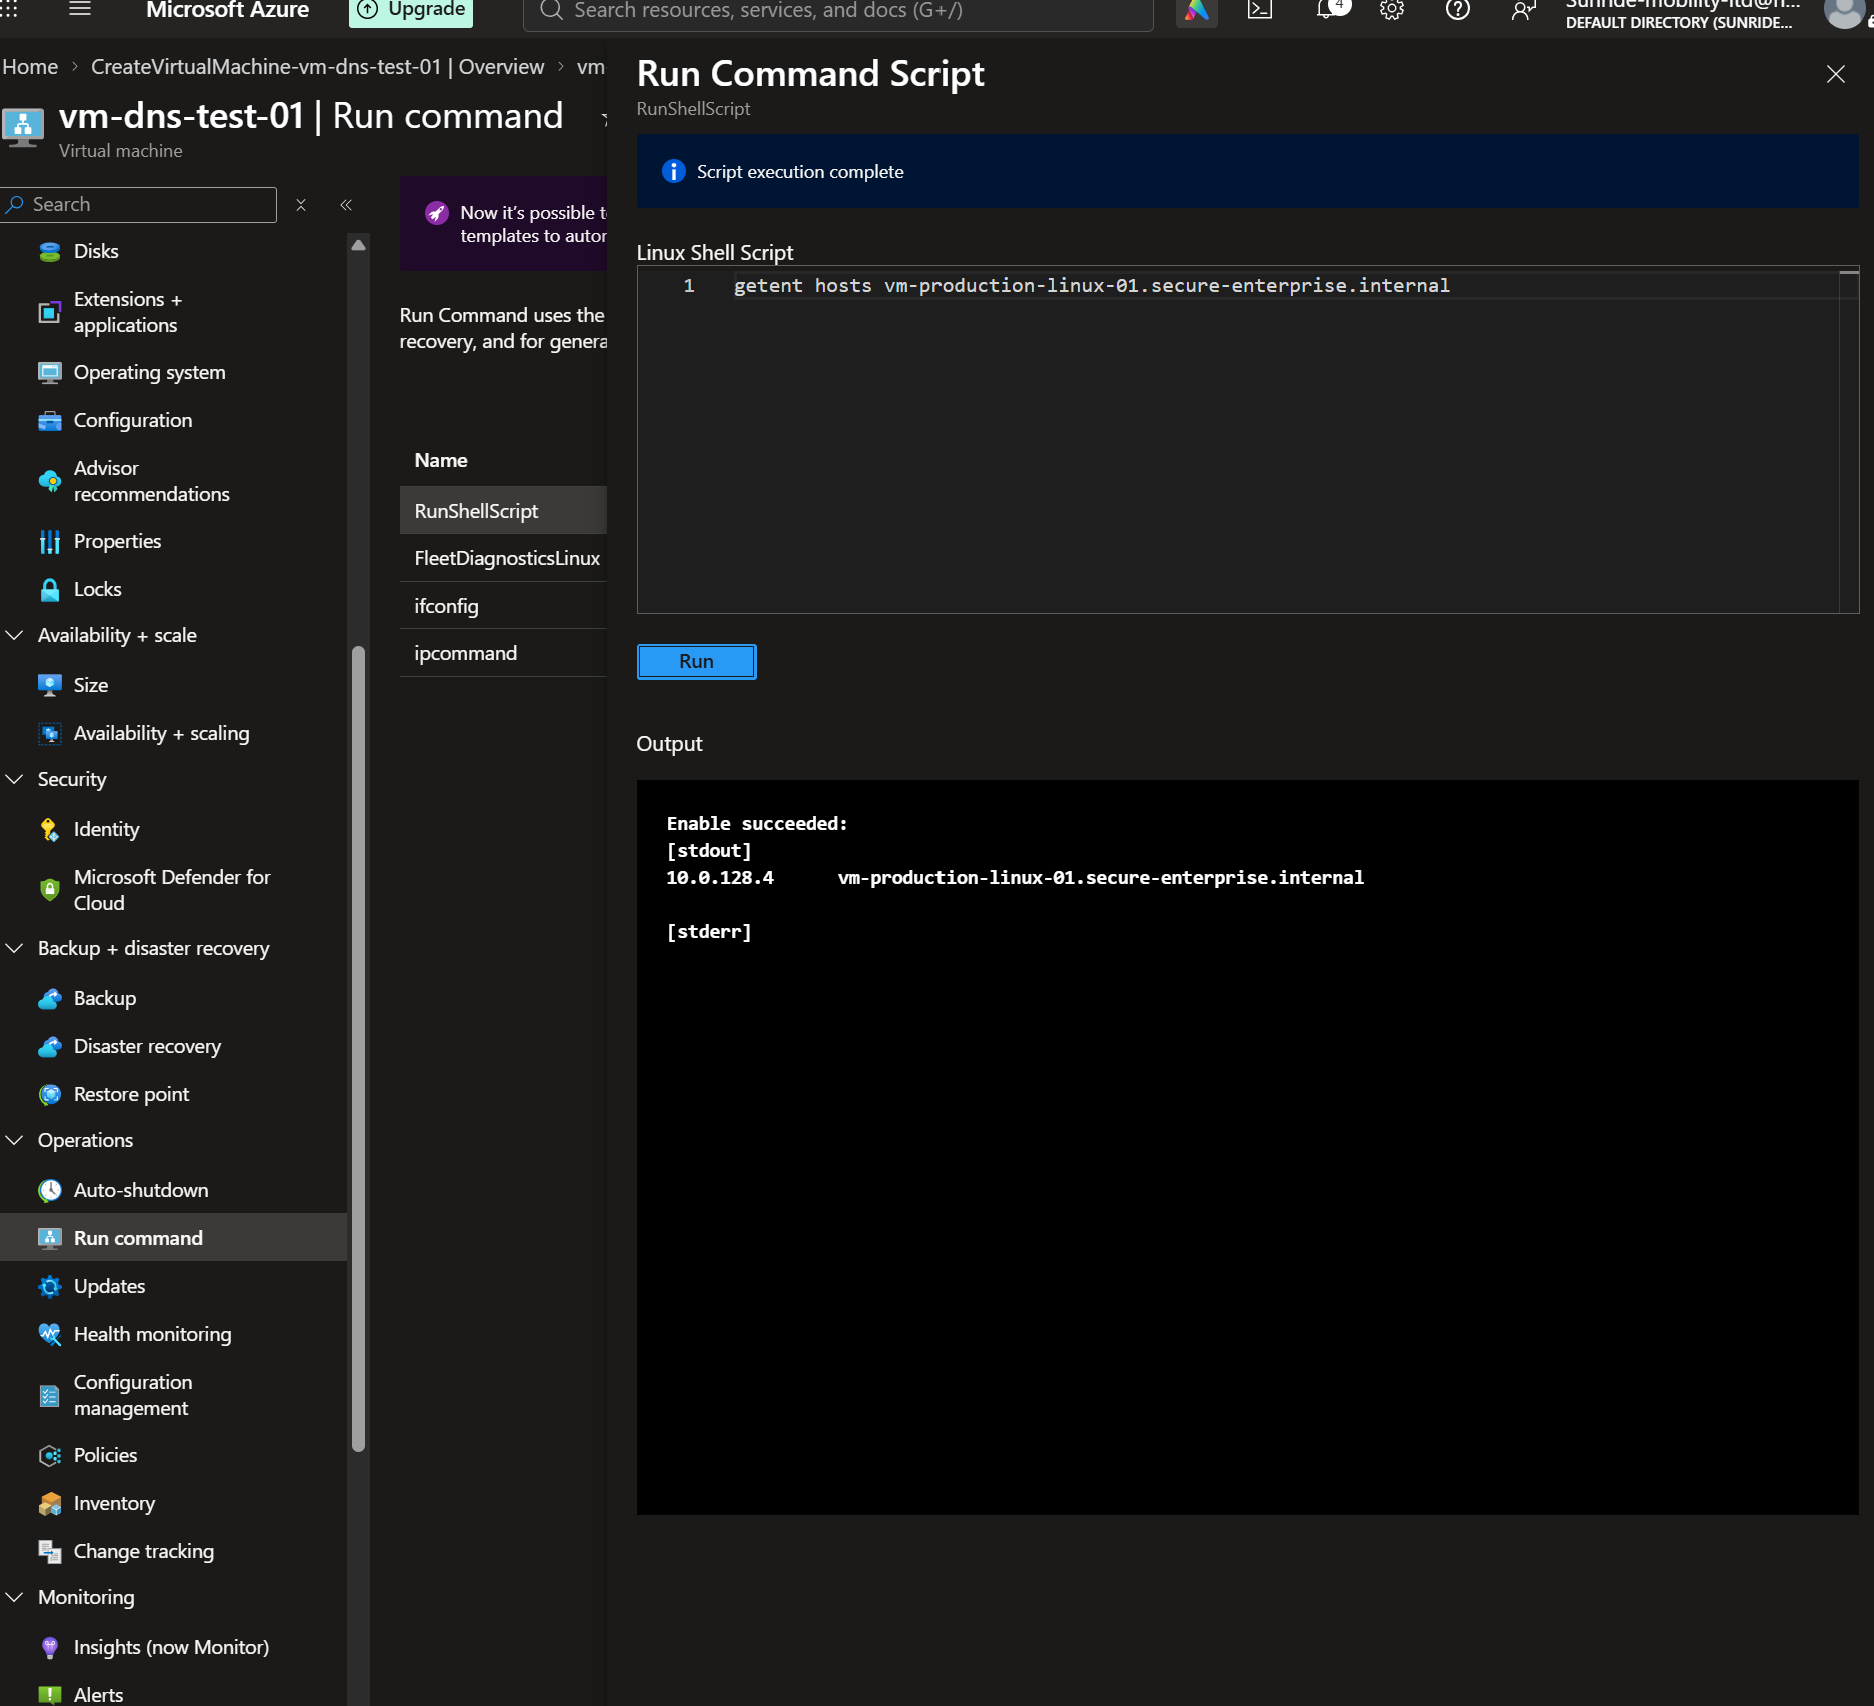 Microsoft Azure
Upgrade
Search resources, services, and docs (G+/)
4
DEFAULT DIRECTORY (SUNRIDE...
Home > CreateVirtualMachine-vm-dns-test-01 | Overview > vm-
vm-dns-test-01 | Run command
Virtual machine
Search
Disks
Extensions +
applications
Operating system
Configuration
Advisor
recommendations
Properties
Locks
Availability + scale
Size
Availability + scaling
Security
Identity
Microsoft Defender for
Cloud
Backup + disaster recovery
Backup
Disaster recovery
Restore point
Operations
Auto-shutdown
Run command
Updates
Health monitoring
Configuration
management
Policies
Inventory
Change tracking
Monitoring
Insights (now Monitor)
Alerts
Now it's possible t
templates to autor
Run Command uses the
recovery, and for genera
Name
RunShellScript
FleetDiagnosticsLinux
ifconfig
ipcommand
Run Command Script
RunShellScript
Script execution complete
Linux Shell Script
1 getent hosts vm-production-linux-01.secure-enterprise.internal
Run
Output
Enable succeeded:
[stdout]
10.0.128.4 vm-production-linux-01.secure-enterprise.internal
[stderr]